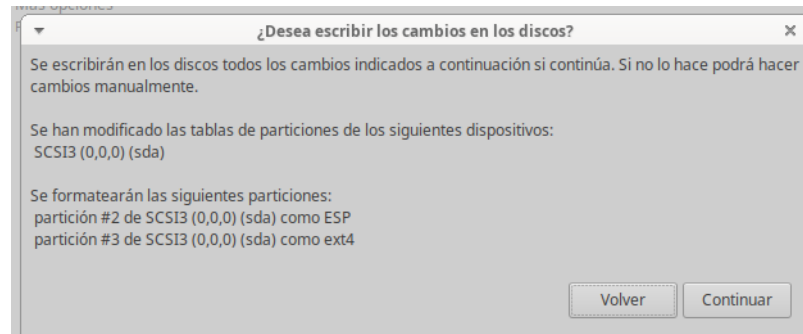 Más opciones
¿Desea escribir los cambios en los discos?
Se escribirán en los discos todos los cambios indicados a continuación si continúa. Si no lo hace podrá hacer
cambios manualmente.
Se han modificado las tablas de particiones de los siguientes dispositivos:
SCSI3 (0,0,0) (sda)
Se formatearán las siguientes particiones:
partición #2 de SCSI3 (0,0,0) (sda) como ESP
partición #3 de SCSI3 (0,0,0) (sda) como ext4
Volver
Continuar